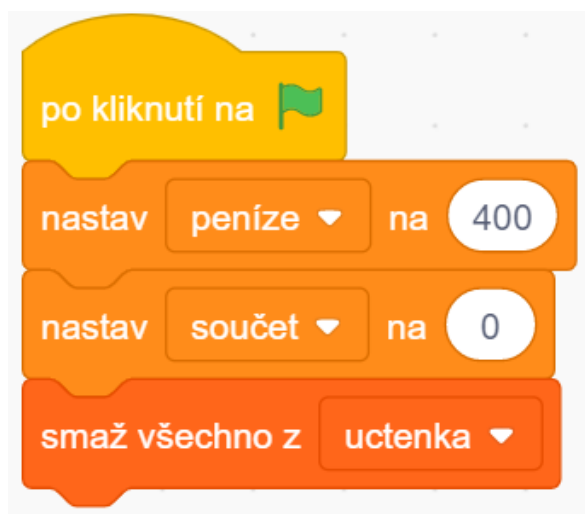 po kliknutí na
nastav peníze na 400
nastav součet na 0
smaž všechno z uctenka